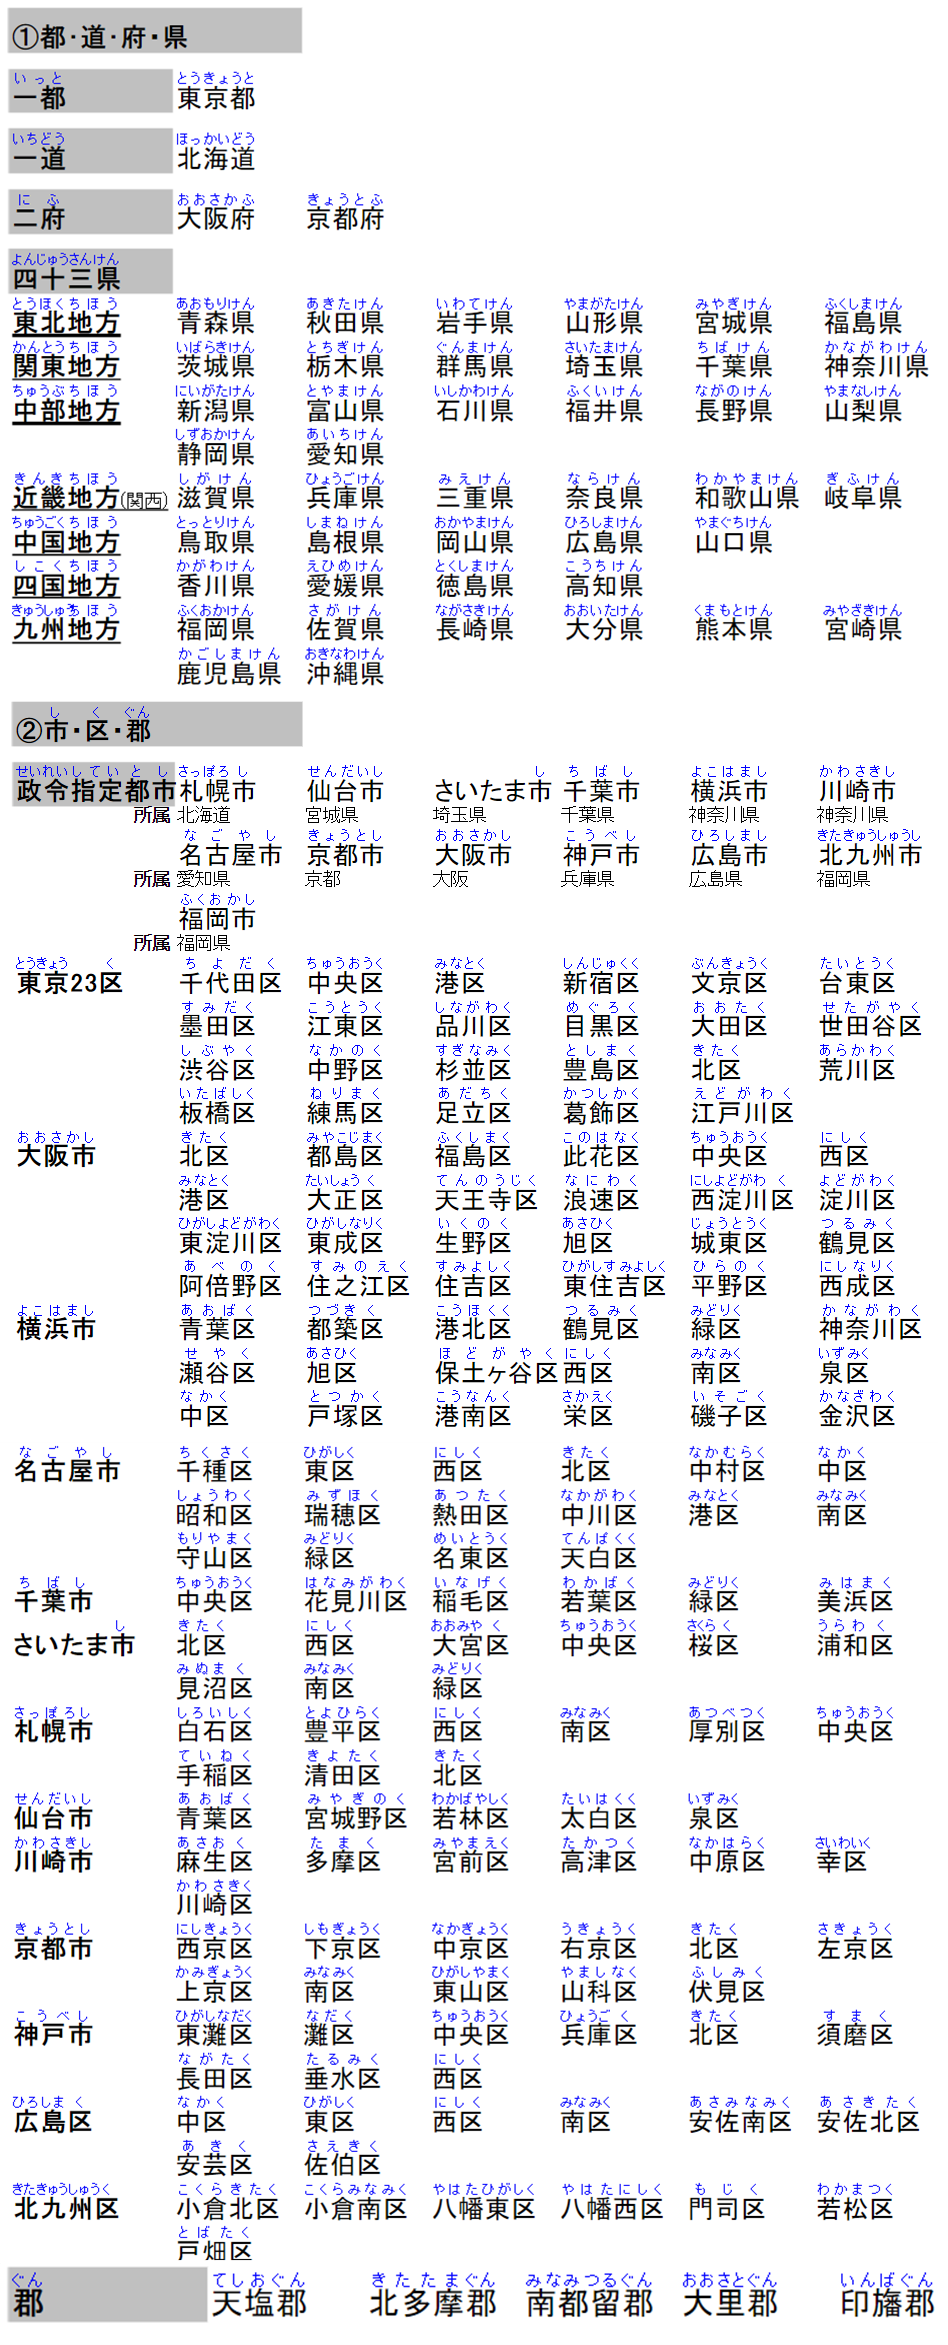 ①都・道・府・県
いっと とうきょうと
一都 東京都
いちどう ほっかいどう
一道 北海道
にふ おおさかふ きょうとふ
二府 大阪府 京都府
よんじゅうさんけん
四十三県
とうほくちほう あおもりけん あきたけん いわてけん やまがたけん みやぎけん ふくしまけん
東北地方 青森県 秋田県 岩手県 山形県 宮城県 福島県
かんとうちほう いばらきけん とちぎけん ぐんまけん さいたまけん ちばけん かながわけん
関東地方 茨城県 栃木県 群馬県 埼玉県 千葉県 神奈川県
ちゅうぶちほう にいがたけん とやまけん いしかわけん ふくいけん ながのけん やまなしけん
中部地方 新潟県 富山県 石川県 福井県 長野県 山梨県
しずおかけん あいちけん
静岡県 愛知県
きんきちほう しがけん ひょうごけん みえけん ならけん わかやまけん ぎふけん
近畿地方(関西) 滋賀県 兵庫県 三重県 奈良県 和歌山県 岐阜県
ちゅうごくちほう とっとりけん しまねけん おかやまけん ひろしまけん やまぐちけん
中国地方 鳥取県 島根県 岡山県 広島県 山口県
しこくちほう かがわけん えひめけん とくしまけん こうちけん
四国地方 香川県 愛媛県 徳島県 高知県
きゅうしゅうちほう ふくおかけん さがけん ながさきけん おおいたけん くまもとけん みやざきけん
九州地方 福岡県 佐賀県 長崎県 大分県 熊本県 宮崎県
かごしまけん おきなわけん
鹿児島県 沖縄県
し く ぐん
②市・区・郡
せいれいしていとし さっぽろし せんだいし し ちばし よこはまし かわさきし
政令指定都市 札幌市 仙台市 さいたま市 千葉市 横浜市 川崎市
所属 北海道 宮城県 埼玉県 千葉県 神奈川県 神奈川県
なごやし きょうとし おおさかし こうべし ひろしまし きたきゅうしゅうし
名古屋市 京都市 大阪市 神戸市 広島市 北九州市
所属 愛知県 京都 大阪 兵庫県 広島県 福岡県
ふくおかし
福岡市
所属 福岡県
とうきょう く ちよだく ちゅうおうく みなとく しんじゅくく ぶんきょうく たいとうく
東京23区 千代田区 中央区 港区 新宿区 文京区 台東区
すみだく こうとうく しながわく めぐろく おおたく せたがやく
墨田区 江東区 品川区 目黒区 大田区 世田谷区
しぶやく なかのく すぎなみく としまく きたく あらかわく
渋谷区 中野区 杉並区 豊島区 北区 荒川区
いたばしく ねりまく あだちく かつしかく えどがわく
板橋区 練馬区 足立区 葛飾区 江戸川区
おおさかし きたく みやこじまく ふくしまく このはなく ちゅうおうく にしく
大阪市 北区 都島区 福島区 此花区 中央区 西区
みなとく たいしょうく てんのうじく なにわく にしよどがわく よどがわく
港区 大正区 天王寺区 浪速区 西淀川区 淀川区
ひがしよどがわく ひがしなりく いくのく あさひく じょうとうく つるみく
東淀川区 東成区 生野区 旭区 城東区 鶴見区
あべのく すみのえく すみよしく ひがしすみよしく ひらのく にしなりく
阿倍野区 住之江区 住吉区 東住吉区 平野区 西成区
よこはまし あおばく つづきく こうほくく つるみく みどりく かながわく
横浜市 青葉区 都築区 港北区 鶴見区 緑区 神奈川区
せやく あさひく ほどがやく にしく みなみく いずみく
瀬谷区 旭区 保土ヶ谷区 西区 南区 泉区
なかく とつかく こうなんく さかえく いそごく かなざわく
中区 戸塚区 港南区 栄区 磯子区 金沢区
なごやし ちくさく ひがしく にしく きたく なかむらく なかく
名古屋市 千種区 東区 西区 北区 中村区 中区
しょうわく みずほく あつたく なかがわく みなとく みなみく
昭和区 瑞穂区 熱田区 中川区 港区 南区
もりやまく みどりく めいとうく てんぱくく
守山区 緑区 名東区 天白区
ちばし ちゅうおうく はなみがわく いなげく わかばく みどりく みはまく
千葉市 中央区 花見川区 稲毛区 若葉区 緑区 美浜区
し きたく にしく おおみやく ちゅうおうく さくらく うらわく
さいたま市 北区 西区 大宮区 中央区 桜区 浦和区
みぬまく みなみく みどりく
見沼区 南区 緑区
さっぽろし しろいしく とよひらく にしく みなみく あつべつく ちゅうおうく
札幌市 白石区 豊平区 西区 南区 厚別区 中央区
ていねく きよたく きたく
手稲区 清田区 北区
せんだいし あおばく みやぎのく わかばやしく たいはくく いずみく
仙台市 青葉区 宮城野区 若林区 太白区 泉区
かわさきし あさおく たまく みやまえく たかつく なかはらく さいわいく
川崎市 麻生区 多摩区 宮前区 高津区 中原区 幸区
かわさきく
川崎区
きょうとし にしきょうく しもぎょうく なかぎょうく うきょうく きたく さきょうく
京都市 西京区 下京区 中京区 右京区 北区 左京区
かみぎょうく みなみく ひがしやまく やましなく ふしみく
上京区 南区 東山区 山科区 伏見区
こうべし ひがしなだく なだく ちゅうおうく ひょうごく きたく すまく
神戸市 東灘区 灘区 中央区 兵庫区 北区 須磨区
ながたく たるみく にしく
長田区 垂水区 西区
ひろしまく なかく ひがしく にしく みなみく あさみなみく あさきたく
広島区 中区 東区 西区 南区 安佐南区 安佐北区
あきく さえきく
安芸区 佐伯区
きたきゅうしゅうく こくらきたく こくらみなみく やはたひがしく やはたにしく もじく わかまつく
北九州区 小倉北区 小倉南区 八幡東区 八幡西区 門司区 若松区
とばたく
戸畑区
ぐん てしおぐん きたたまぐん みなみつるぐん おおさとぐん いんばぐん
郡 天塩郡 北多摩郡 南都留郡 大里郡 印旛郡